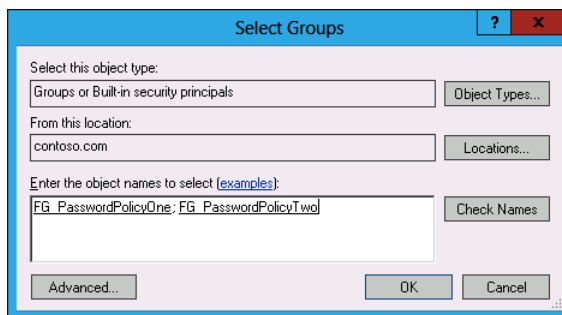 Select Groups
? x
Select this object type:
Groups or Built-in security principals
Object Types...
From this location:
contoso.com
Locations...
Enter the object names to select (examples):
FG_PasswordPolicyOne; FG_PasswordPolicyTwo
Check Names
Advanced...
OK
Cancel